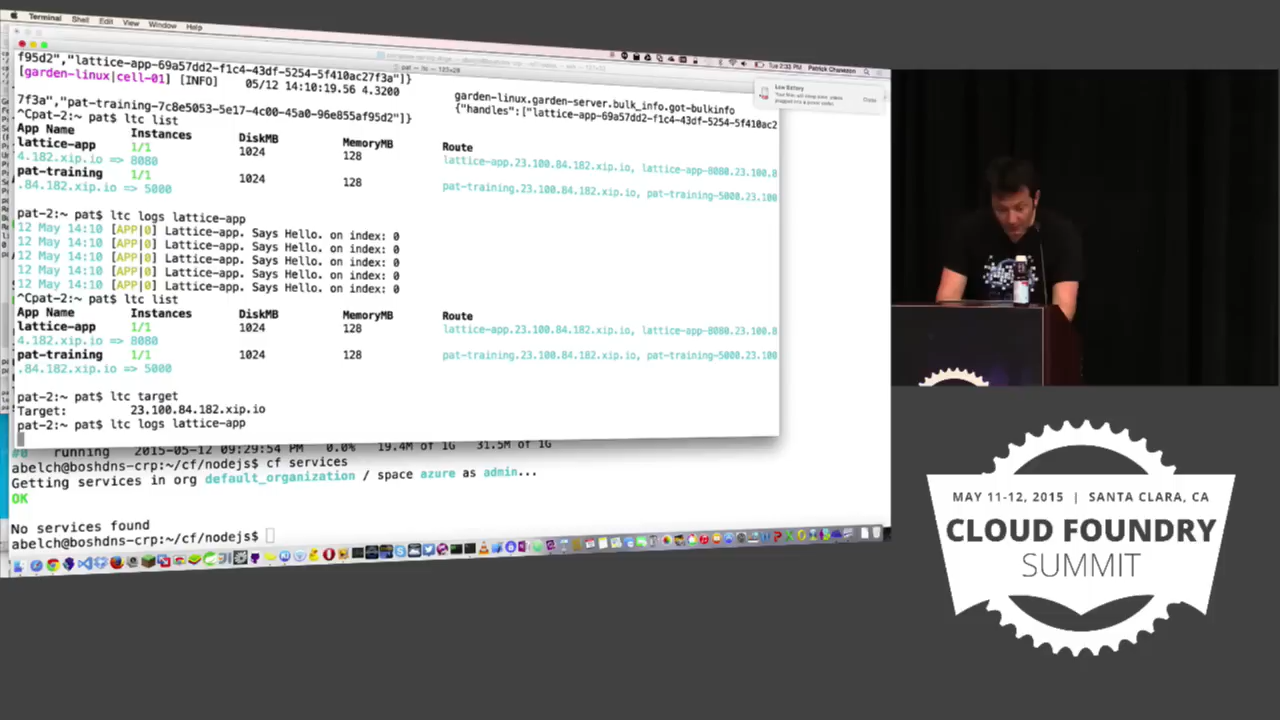 Terminal Shell Edit View Window Help
Tue 2:33 PM Patrick Chanezon
Low Battery
Close
f95d2","lattice-app-69a57dd2-f1c4-43df-5254-5f410ac27f3a"]}
[garden-linux|cell-01] [INFO] 05/12 14:10:19.56 4.3200 garden-linux.garden-server.bulk_info.got-bulkinfo
{"handles":["lattice-app-69a57dd2-f1c4-43df-5254-5f410ac2
7f3a","pat-training-7c8e5053-5e17-4c00-45a0-96e855af95d2"]}
^Cpat-2:~ pat$ ltc list
App Name Instances DiskMB MemoryMB Route
lattice-app 1/1 1024 128 lattice-app.23.100.84.182.xip.io, lattice-app-8080.23.100.8
4.182.xip.io => 8080
pat-training 1/1 1024 128 pat-training.23.100.84.182.xip.io, pat-training-5000.23.100
.84.182.xip.io => 5000
pat-2:~ pat$ ltc logs lattice-app
12 May 14:10 [APP|0] Lattice-app. Says Hello. on index: 0
12 May 14:10 [APP|0] Lattice-app. Says Hello. on index: 0
12 May 14:10 [APP|0] Lattice-app. Says Hello. on index: 0
12 May 14:10 [APP|0] Lattice-app. Says Hello. on index: 0
12 May 14:10 [APP|0] Lattice-app. Says Hello. on index: 0
^Cpat-2:~ pat$ ltc list
App Name Instances DiskMB MemoryMB Route
lattice-app 1/1 1024 128 lattice-app.23.100.84.182.xip.io, lattice-app-8080.23.100.8
4.182.xip.io => 8080
pat-training 1/1 1024 128 pat-training.23.100.84.182.xip.io, pat-training-5000.23.100
.84.182.xip.io => 5000
pat-2:~ pat$ ltc target
Target: 23.100.84.182.xip.io
pat-2:~ pat$ ltc logs lattice-app
#0 running 2015-05-12 09:29:54 PM 0.0% 19.4M of 1G 31.5M of 1G
abelch@boshdns-crp:~/cf/nodejs$ cf services
Getting services in org default_organization / space azure as admin...
OK
No services found
abelch@boshdns-crp:~/cf/nodejs$
MAY 11-12, 2015 | SANTA CLARA, CA
CLOUD FOUNDRY
SUMMIT